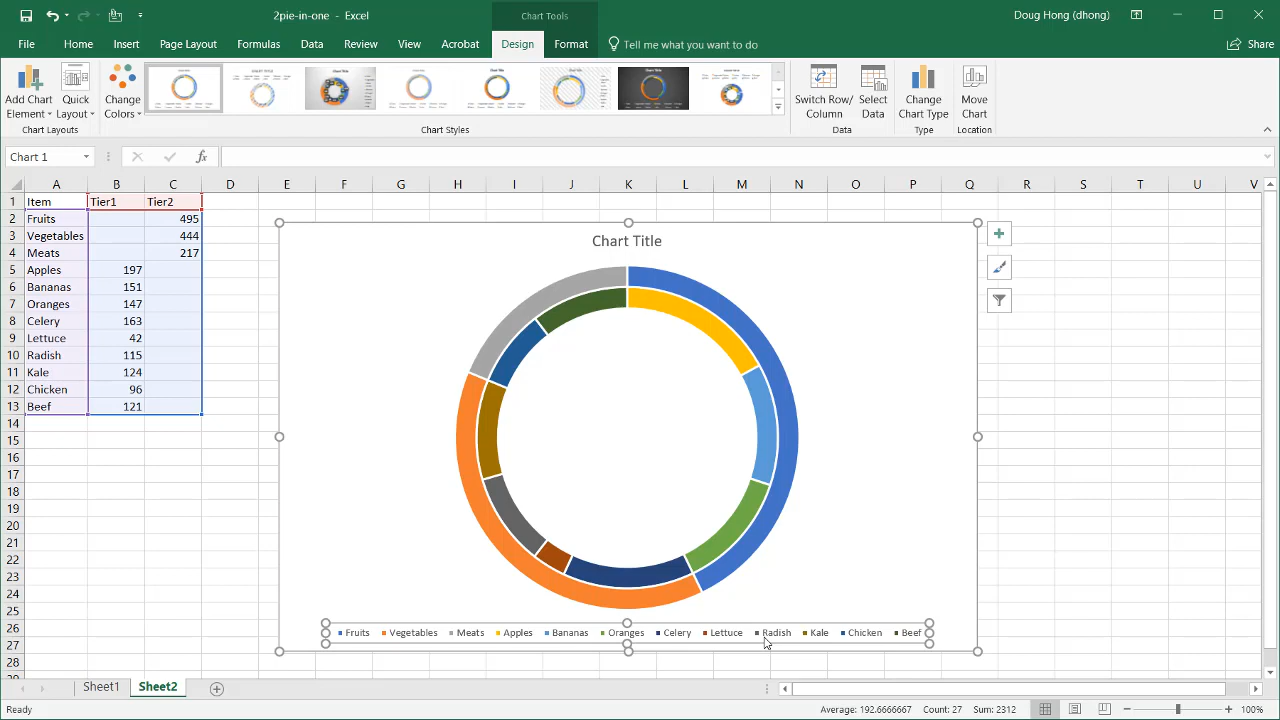 2pie-in-one - Excel
Chart Tools
Doug Hong (dhong)
File Home Insert Page Layout Formulas Data Review View Acrobat Design Format Tell me what you want to do Share
Add Chart Element
Quick Layout
Change Colors
Switch Row/ Column
Select Data
Change Chart Type
Move Chart
Chart Layouts Chart Styles Data Type Location
Chart 1 fx
A B C D E F G H I J K L M N O P Q R S T U V
1 Item Tier1 Tier2
2 Fruits 495
3 Vegetables 444
4 Meats 217
5 Apples 197
6 Bananas 151
7 Oranges 147
8 Celery 163
9 Lettuce 42
10 Radish 115
11 Kale 124
12 Chicken 96
13 Beef 121
14
15
16
17
18
19
20
21
22
23
24
25
26
27
28
Chart Title
Fruits Vegetables Meats Apples Bananas Oranges Celery Lettuce Radish Kale Chicken Beef
Sheet1 Sheet2
Ready Average: 192.6666667 Count: 27 Sum: 2312 100%